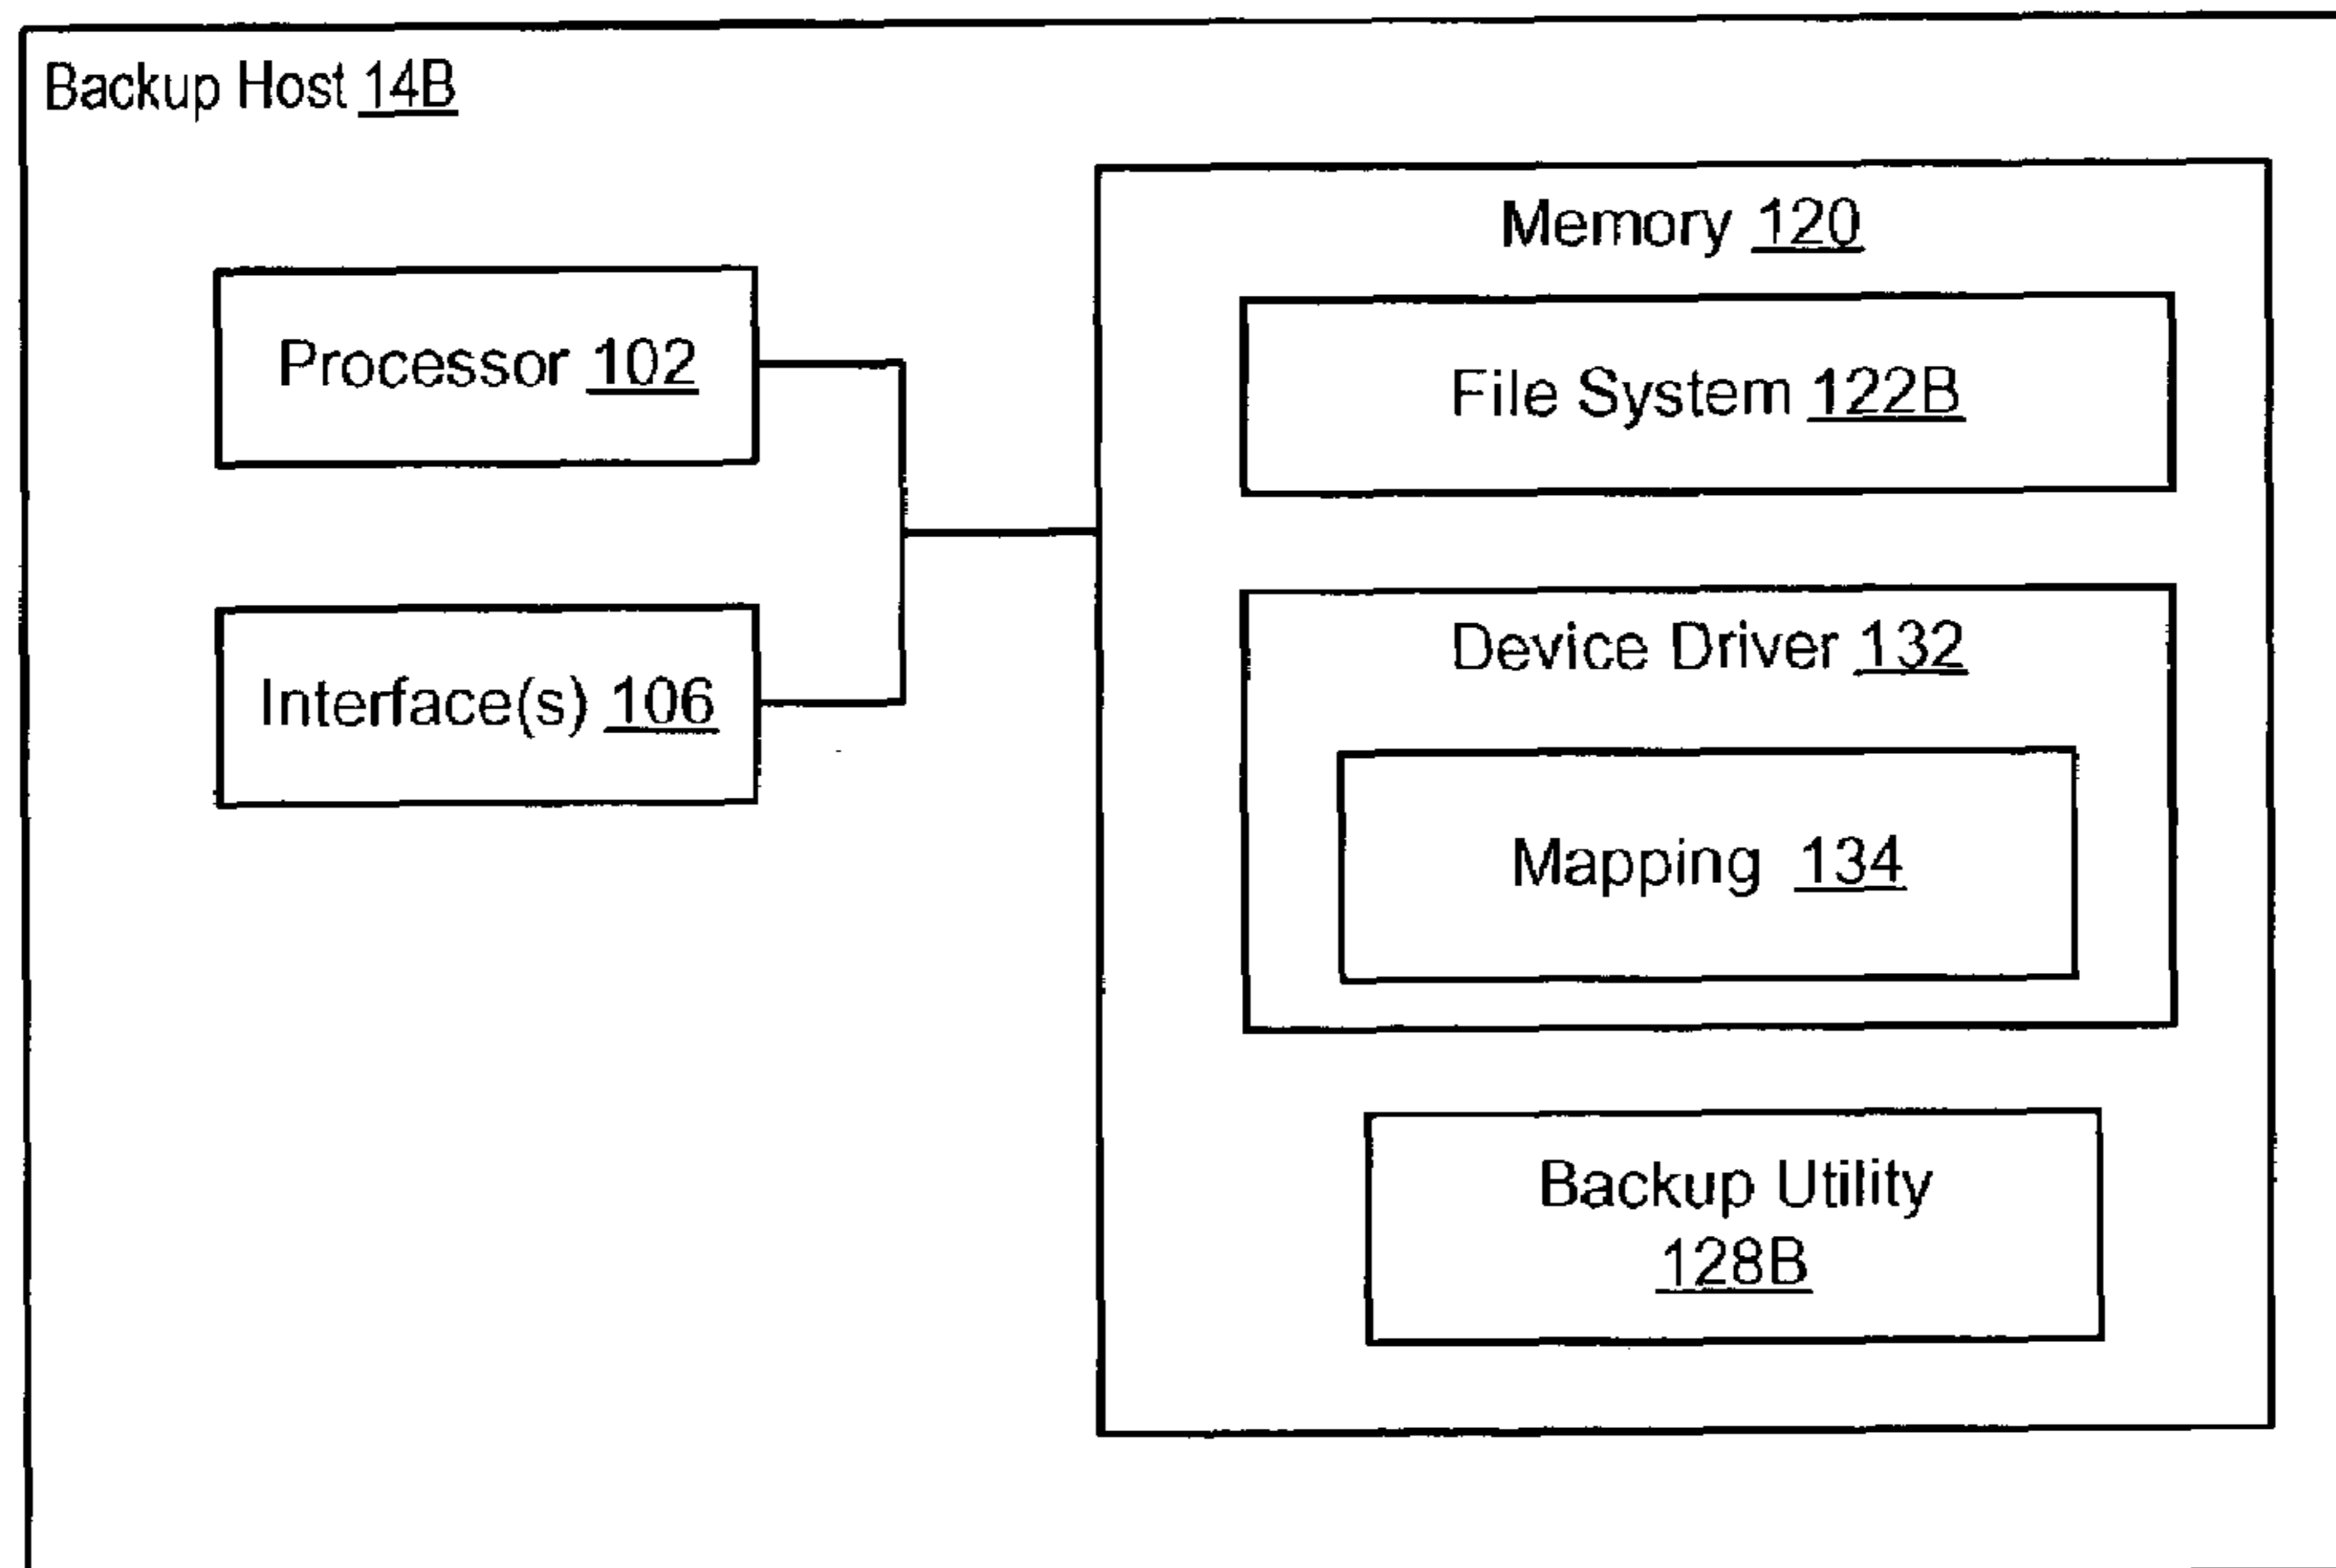 Backup Host 14B
Memory 120
Processor 102
File System 122B
Interface(s) 106
Device Driver 132
Mapping 134
Backup Utility
128B